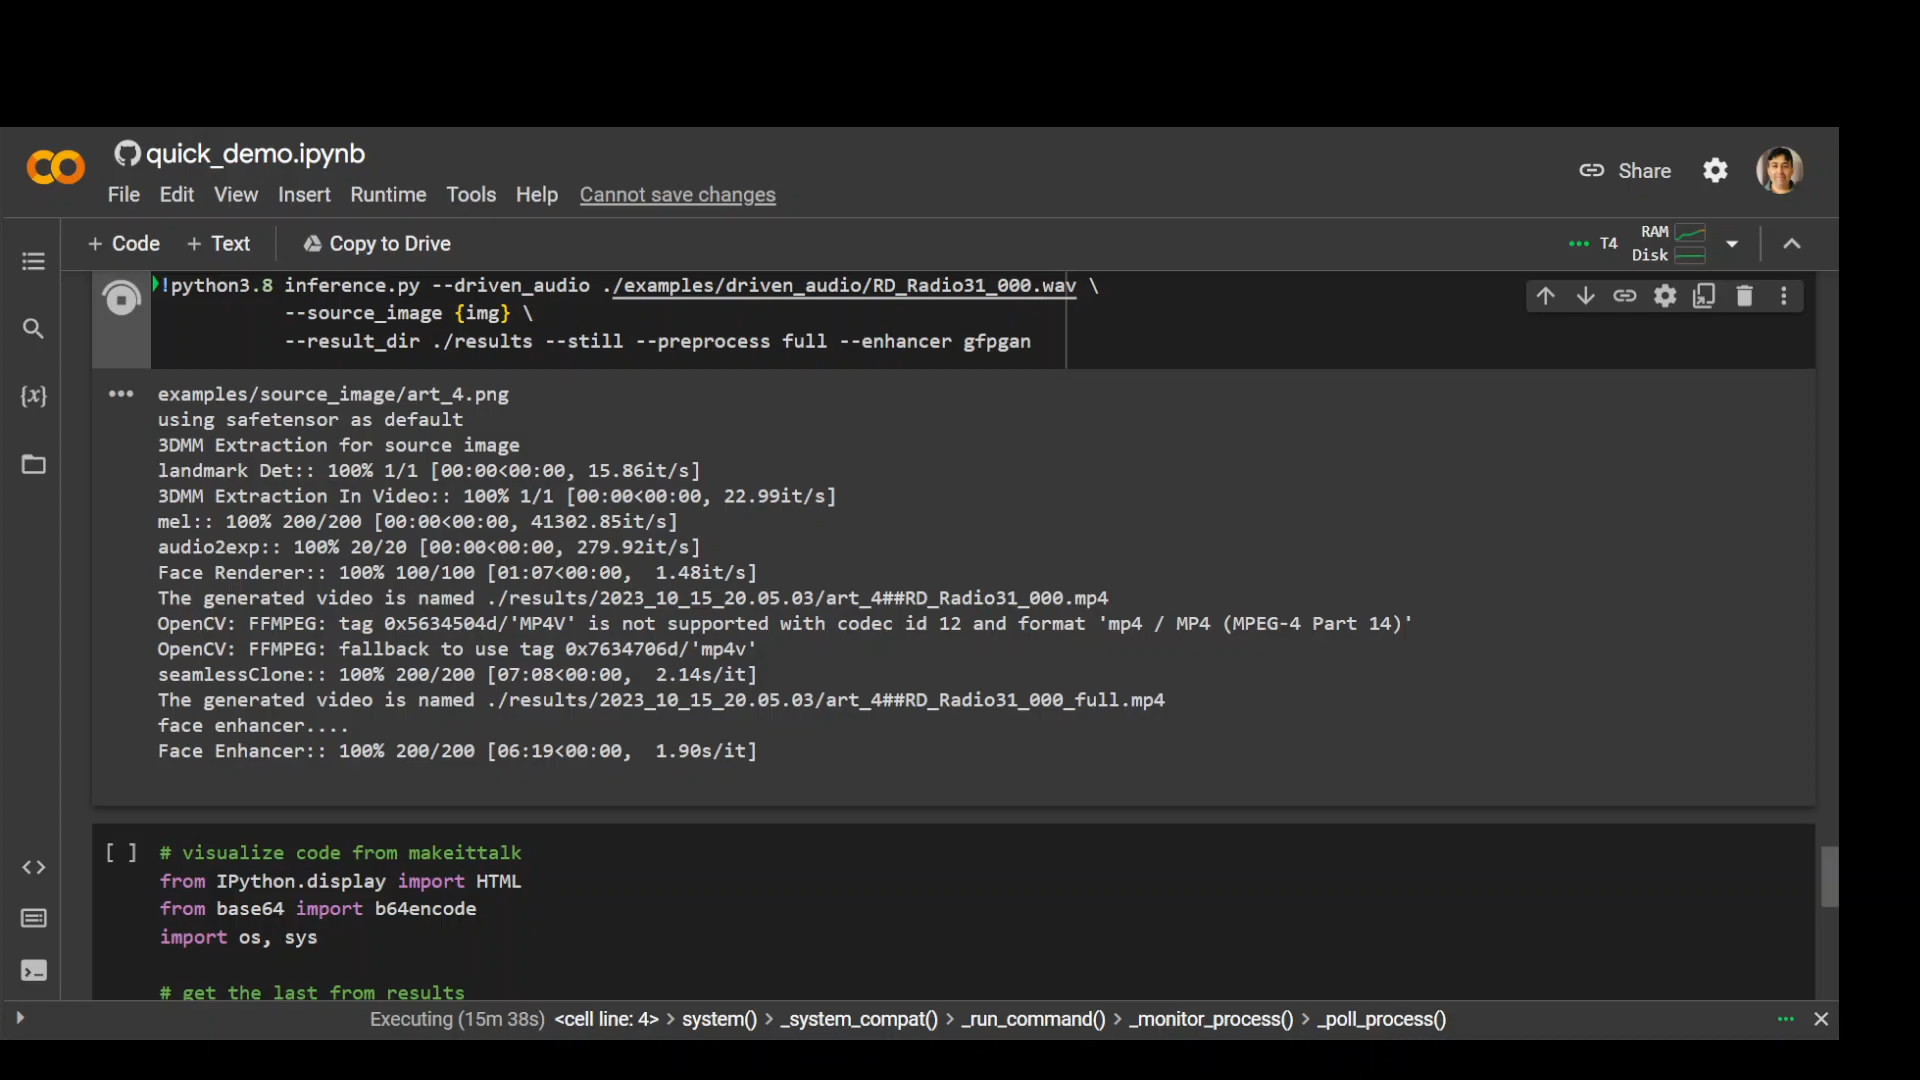 quick_demo.ipynb
File Edit View Insert Runtime Tools Help Cannot save changes
Share
+ Code + Text Copy to Drive
T4 RAM Disk
!python3.8 inference.py --driven_audio ./examples/driven_audio/RD_Radio31_000.wav \
--source_image {img} \
--result_dir ./results --still --preprocess full --enhancer gfpgan
{x}
examples/source_image/art_4.png
using safetensor as default
3DMM Extraction for source image
landmark Det:: 100% 1/1 [00:00<00:00, 15.86it/s]
3DMM Extraction In Video:: 100% 1/1 [00:00<00:00, 22.99it/s]
mel:: 100% 200/200 [00:00<00:00, 41302.85it/s]
audio2exp:: 100% 20/20 [00:00<00:00, 279.92it/s]
Face Renderer:: 100% 100/100 [01:07<00:00,  1.48it/s]
The generated video is named ./results/2023_10_15_20.05.03/art_4##RD_Radio31_000.mp4
OpenCV: FFMPEG: tag 0x5634504d/'MP4V' is not supported with codec id 12 and format 'mp4 / MP4 (MPEG-4 Part 14)'
OpenCV: FFMPEG: fallback to use tag 0x7634706d/'mp4v'
seamlessClone:: 100% 200/200 [07:08<00:00,  2.14s/it]
The generated video is named ./results/2023_10_15_20.05.03/art_4##RD_Radio31_000_full.mp4
face enhancer....
Face Enhancer:: 100% 200/200 [06:19<00:00,  1.90s/it]
[ ] # visualize code from makeittalk
from IPython.display import HTML
from base64 import b64encode
import os, sys
# get the last from results
Executing (15m 38s) <cell line: 4> > system() > _system_compat() > _run_command() > _monitor_process() > _poll_process()